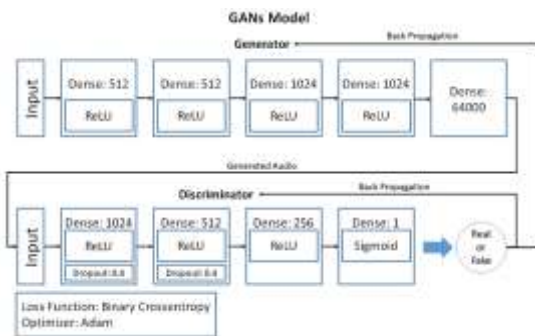 GANs Model
Back Propagation
Generator
Input
Dense: 512
ReLU
Dense: 512
ReLU
Dense: 1024
ReLU
Dense: 1024
ReLU
Dense:
64000
Generated Audio
Back Propagation
Discriminator
Input
Dense: 1024
ReLU
Dropout: 0.4
Dense: 512
ReLU
Dropout: 0.4
Dense: 256
ReLU
Dense: 1
Sigmoid
Real
or
Fake
Loss Function: Binary Crossentropy
Optimizer: Adam